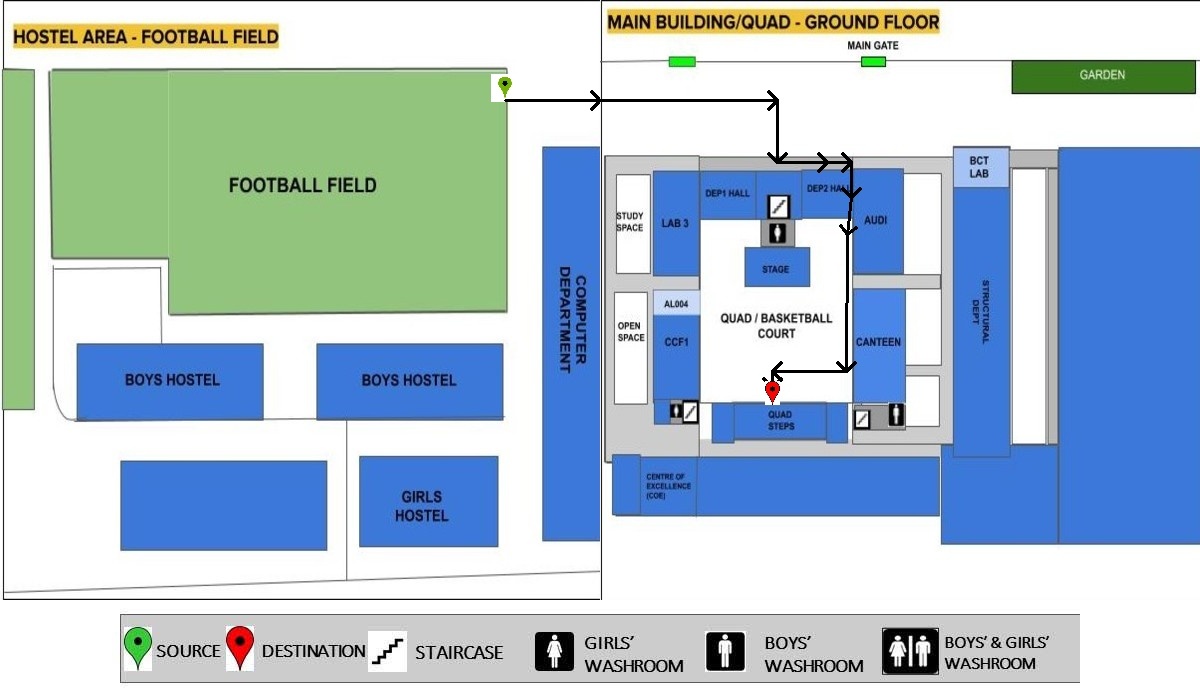 HOSTEL AREA - FOOTBALL FIELD
FOOTBALL FIELD
COMPUTER
DEPARTMENT
BOYS HOSTEL
BOYS HOSTEL
GIRLS
HOSTEL
MAIN BUILDING/QUAD - GROUND FLOOR
MAIN GATE
GARDEN
BCT
LAB
DEP1 HALL
DEP2 HALL
STUDY
SPACE
LAB 3
AUDI
STAGE
AL004
OPEN
SPACE
QUAD / BASKETBALL
COURT
CCF1
CANTEEN
STRUCTURAL
DEPT
QUAD
STEPS
CENTRE OF
EXCELLENCE
(COE)
SOURCE
DESTINATION
STAIRCASE
GIRLS'
WASHROOM
BOYS'
WASHROOM
BOYS' & GIRLS'
WASHROOM